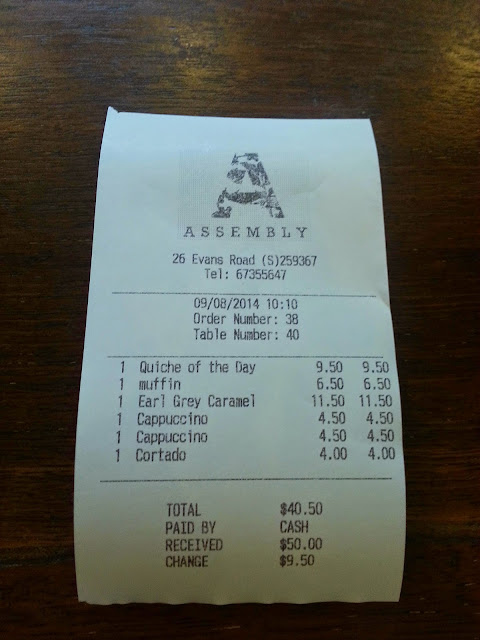 A
ASSEMBLY
26 Evans Road (S)259367
Tel: 67355647
09/08/2014 10:10
Order Number: 38
Table Number: 40
1 Quiche of the Day 9.50 9.50
1 muffin 6.50 6.50
1 Earl Grey Caramel 11.50 11.50
1 Cappuccino 4.50 4.50
1 Cappuccino 4.50 4.50
1 Cortado 4.00 4.00
TOTAL $40.50
PAID BY CASH
RECEIVED $50.00
CHANGE $9.50